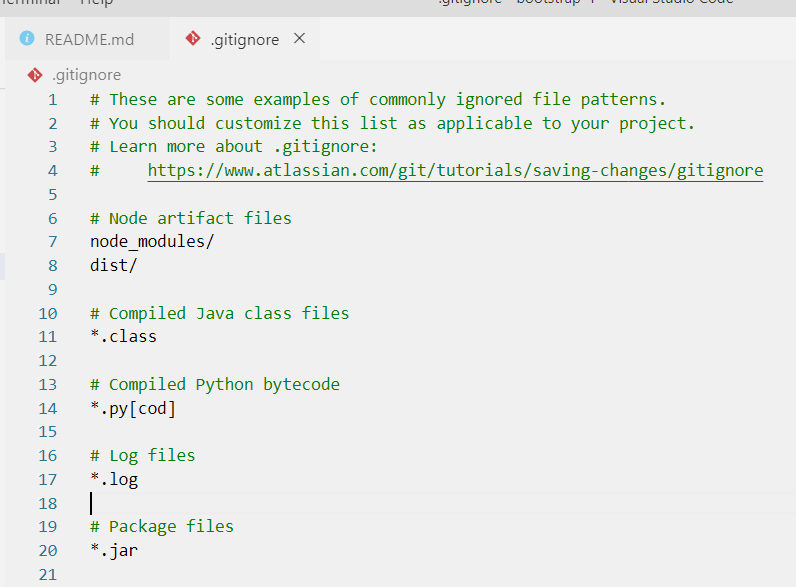 Help
.gitignore - bootstrap-4 - Visual Studio Code
README.md
.gitignore
.gitignore
1 # These are some examples of commonly ignored file patterns.
2 # You should customize this list as applicable to your project.
3 # Learn more about .gitignore:
4 #     https://www.atlassian.com/git/tutorials/saving-changes/gitignore
5
6 # Node artifact files
7 node_modules/
8 dist/
9
10 # Compiled Java class files
11 *.class
12
13 # Compiled Python bytecode
14 *.py[cod]
15
16 # Log files
17 *.log
18
19 # Package files
20 *.jar
21